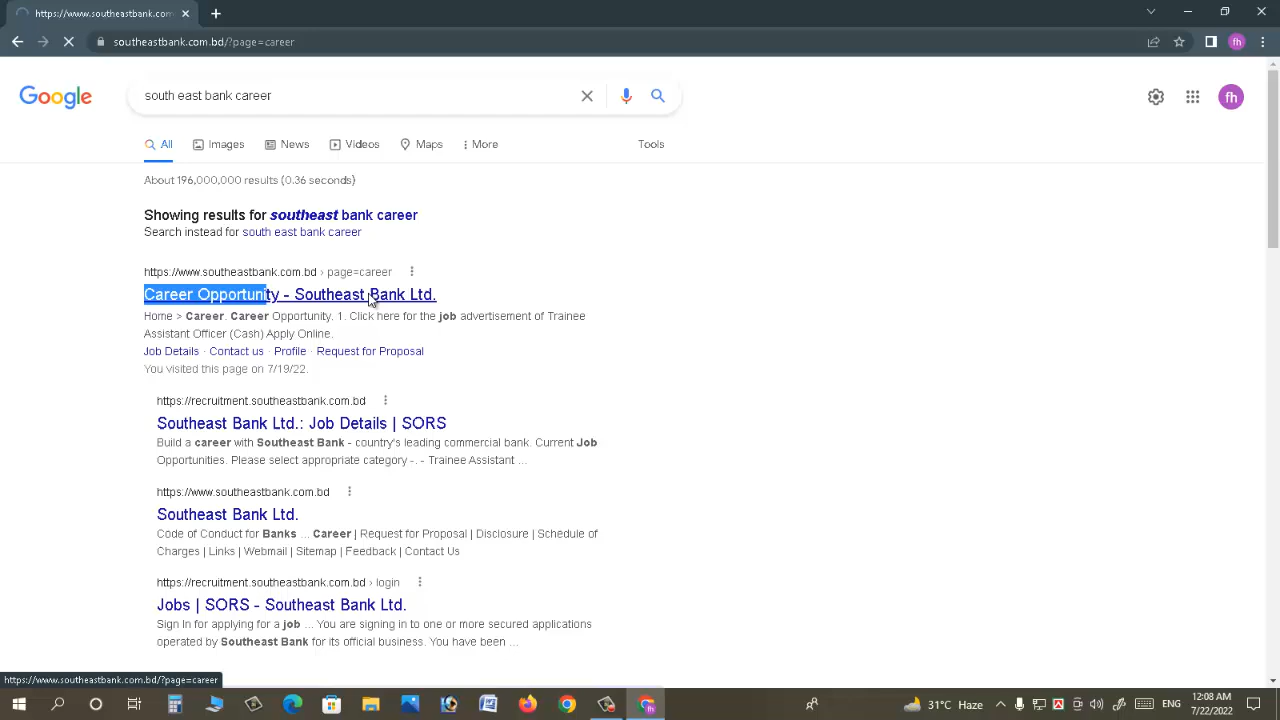 https://www.southeastbank.com
southeastbank.com.bd/?page=career
fh
Google
south east bank career
fh
All
Images
News
Videos
Maps
More
Tools
About 196,000,000 results (0.36 seconds)
Showing results for southeast bank career
Search instead for south east bank career
https://www.southeastbank.com.bd › page=career
Career Opportunity - Southeast Bank Ltd.
Home > Career. Career Opportunity. 1. Click here for the job advertisement of Trainee
Assistant Officer (Cash) Apply Online.
Job Details · Contact us · Profile · Request for Proposal
You visited this page on 7/19/22.
https://recruitment.southeastbank.com.bd
Southeast Bank Ltd.: Job Details | SORS
Build a career with Southeast Bank - country's leading commercial bank. Current Job
Opportunities. Please select appropriate category -. - Trainee Assistant ...
https://www.southeastbank.com.bd
Southeast Bank Ltd.
Code of Conduct for Banks ... Career | Request for Proposal | Disclosure | Schedule of
Charges | Links | Webmail | Sitemap | Feedback | Contact Us
https://recruitment.southeastbank.com.bd › login
Jobs | SORS - Southeast Bank Ltd.
Sign In for applying for a job ... You are signing in to one or more secured applications
operated by Southeast Bank for its official business. You have been ...
https://www.southeastbank.com.bd/?page=career
31°C Haze
ENG
12:08 AM
7/22/2022